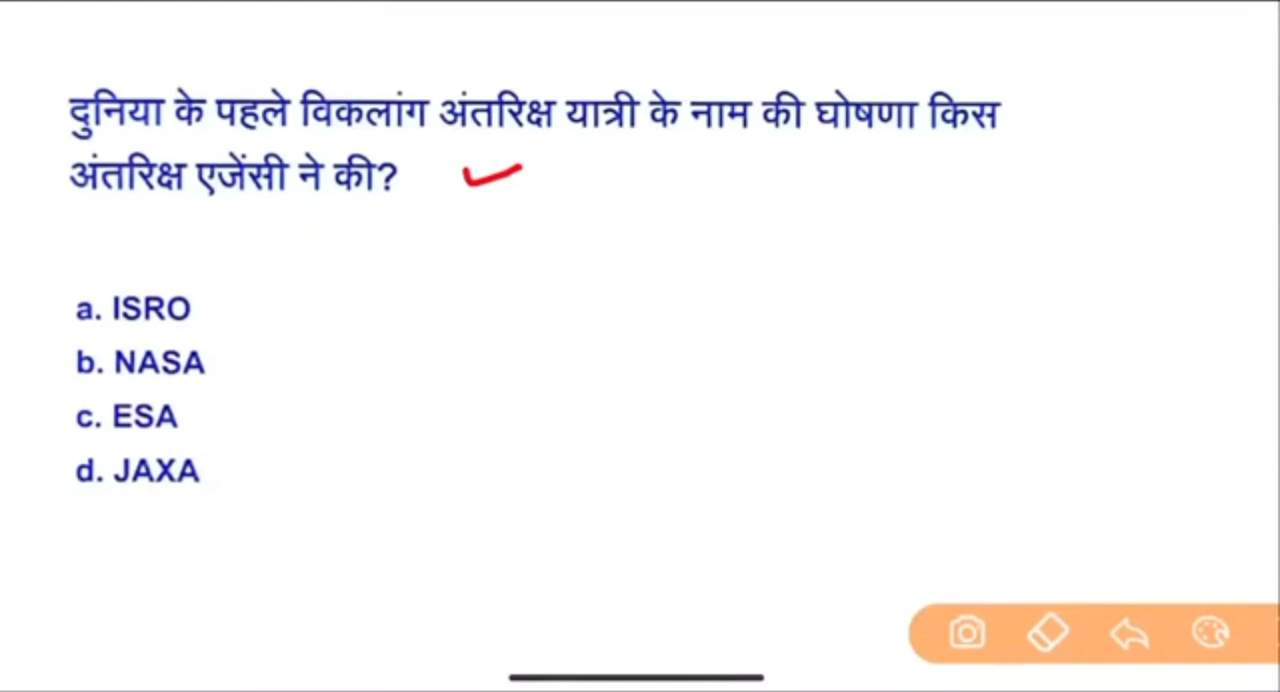 दुनिया के पहले विकलांग अंतरिक्ष यात्री के नाम की घोषणा किस
अंतरिक्ष एजेंसी ने की?
a. ISRO
b. NASA
c. ESA
d. JAXA